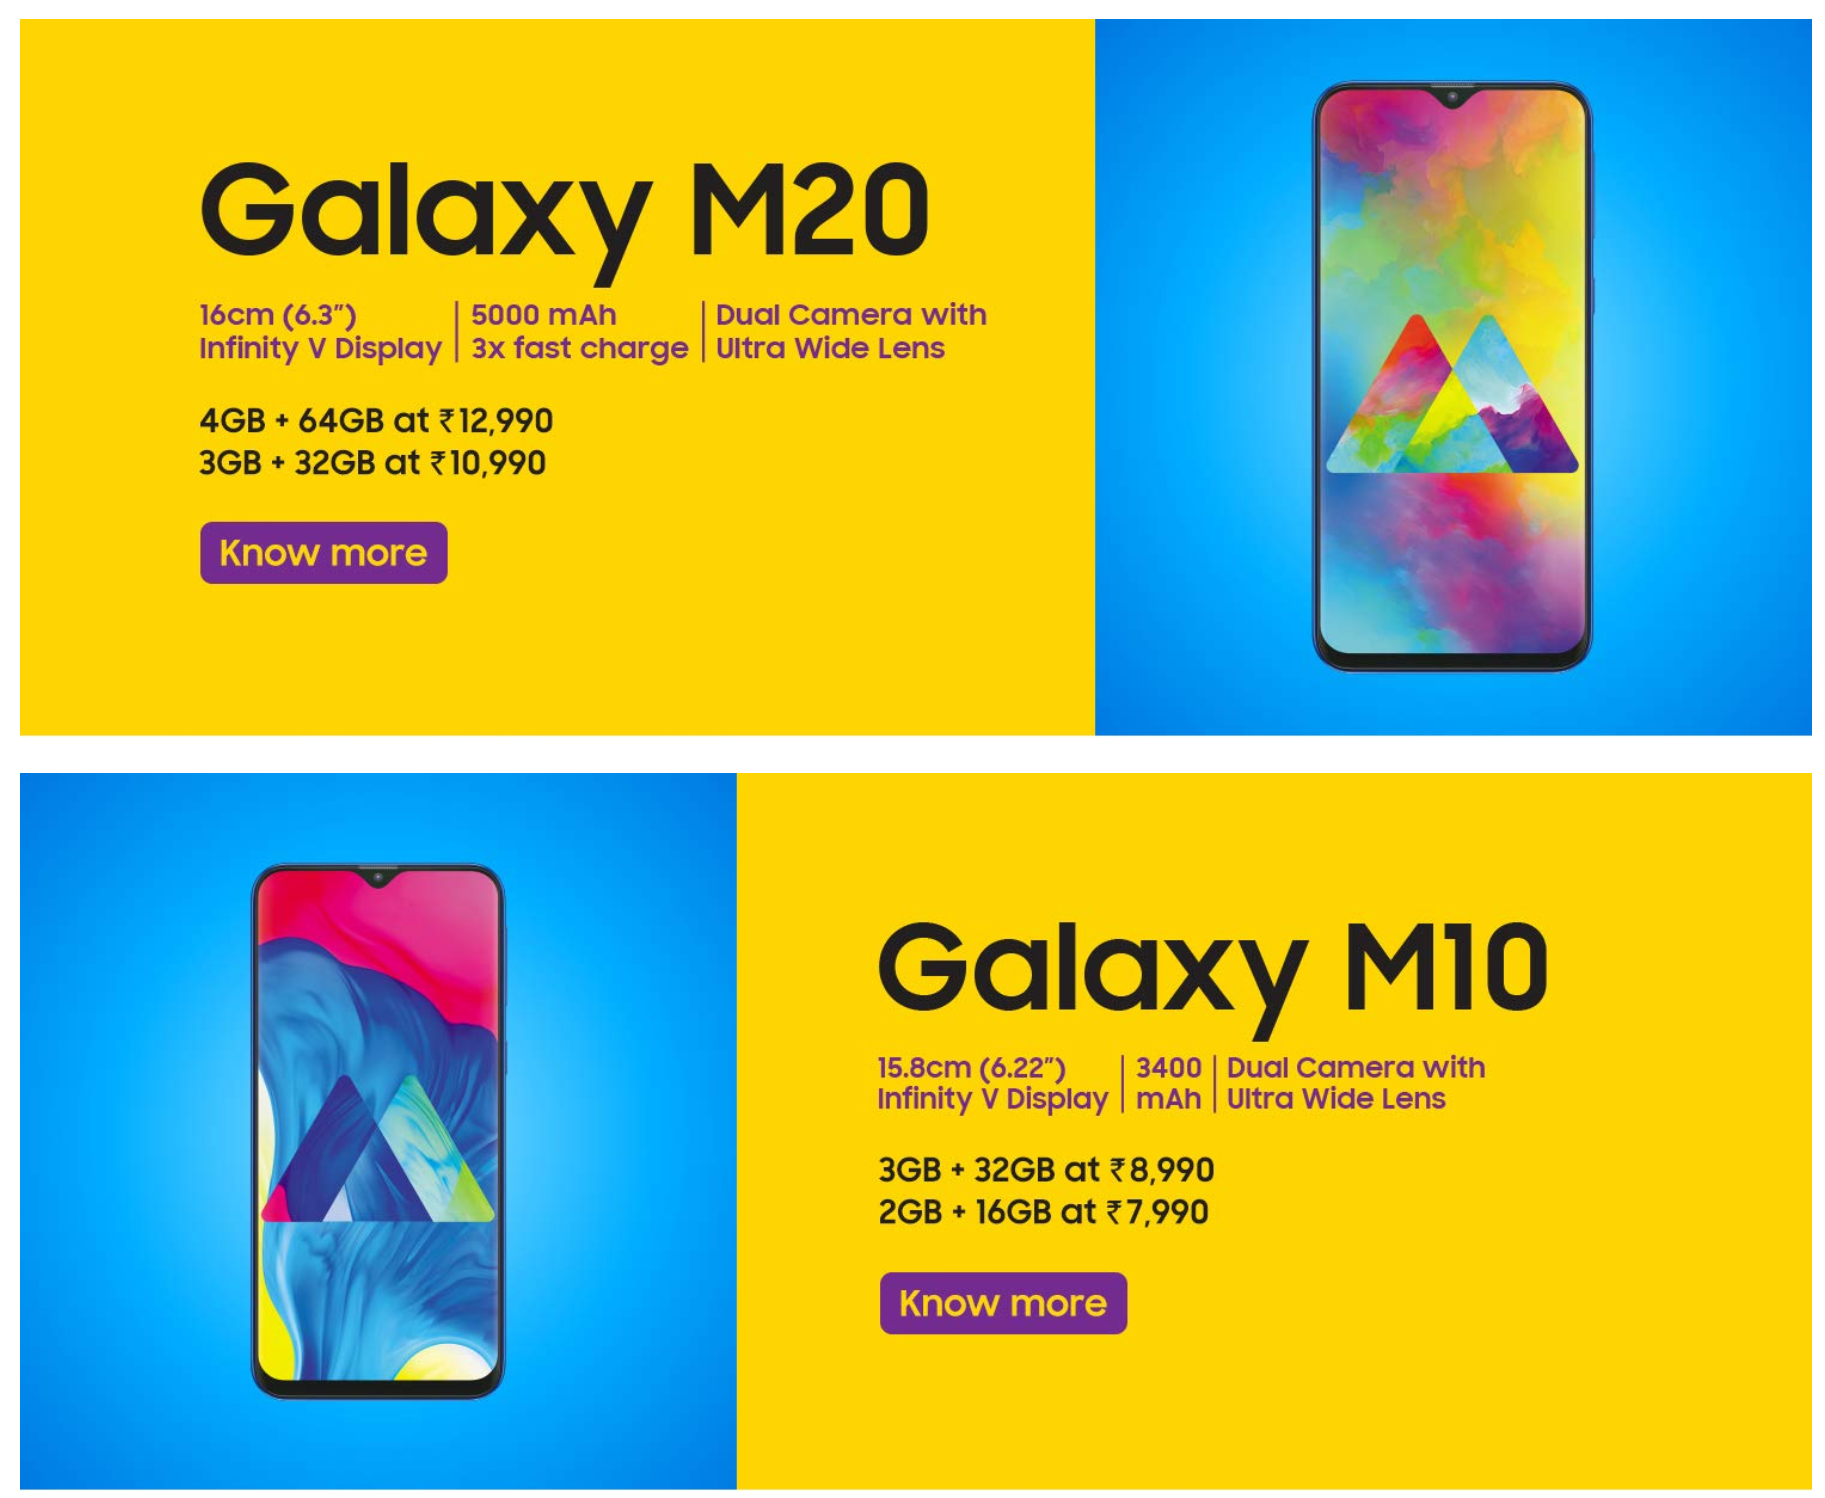 Galaxy M20
16cm (6.3")
Infinity V Display
5000 mAh
3x fast charge
Dual Camera with
Ultra Wide Lens
4GB + 64GB at ₹12,990
3GB + 32GB at ₹10,990
Know more
Galaxy M10
15.8cm (6.22")
Infinity V Display
3400
mAh
Dual Camera with
Ultra Wide Lens
3GB + 32GB at ₹8,990
2GB + 16GB at ₹7,990
Know more